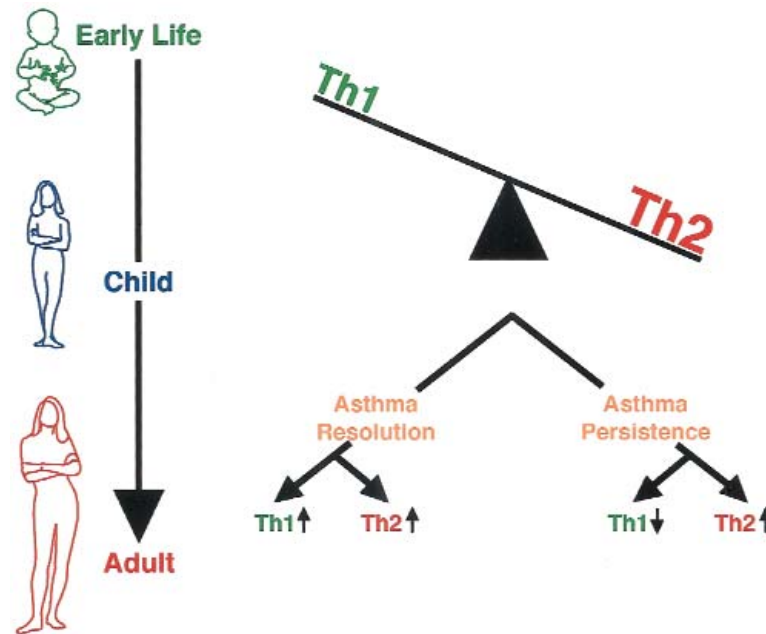 Early Life
Th1
Th2
Child
Asthma
Resolution
Asthma
Persistence
Th1↑
Th2↑
Th1↓
Th2↑
Adult